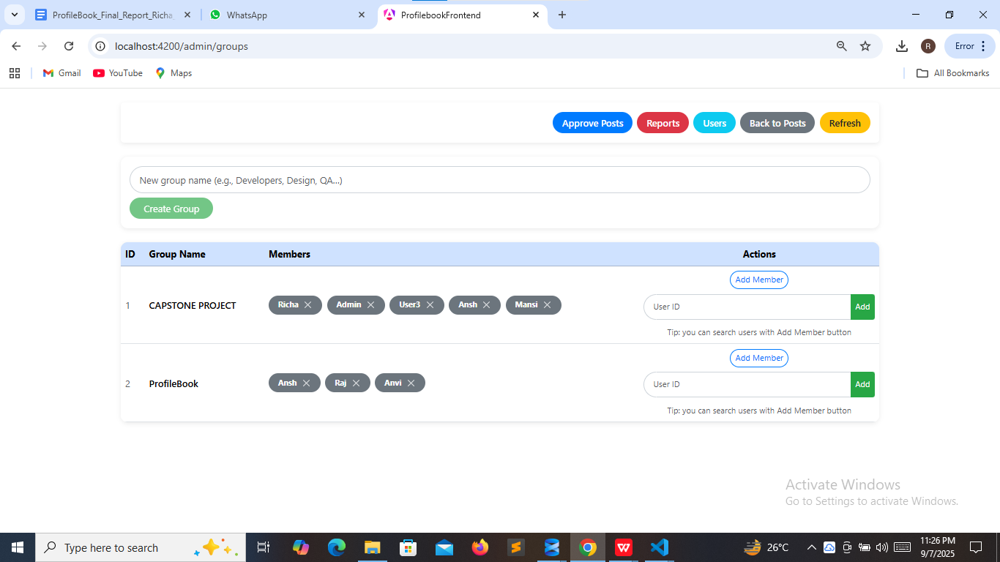 ProfileBook_Final_Report_Richa
WhatsApp
ProfilebookFrontend
localhost:4200/admin/groups
R
Error
Gmail
YouTube
Maps
All Bookmarks
Approve Posts
Reports
Users
Back to Posts
Refresh
New group name (e.g., Developers, Design, QA...)
Create Group
ID Group Name Members Actions
Add Member
1 CAPSTONE PROJECT Richa Admin User3 Ansh Mansi User ID Add
Tip: you can search users with Add Member button
Add Member
2 ProfileBook Ansh Raj Anvi User ID Add
Tip: you can search users with Add Member button
Activate Windows
Go to Settings to activate Windows.
Type here to search
26°C
11:26 PM
9/7/2025